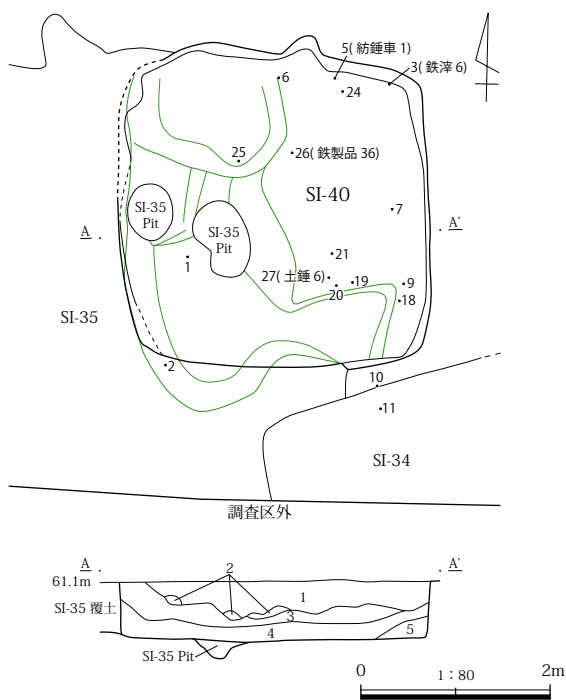 5(紡錘車 1)
3(鉄滓 6)
6
24
25
26(鉄製品 36)
SI-35
Pit
SI-40
7
SI-35
Pit
A
A'
1
21
27(土錘 6)
19
9
20
18
SI-35
2
10
11
SI-34
調査区外
A
2
A'
61.1m
1
SI-35 覆土
3
4
5
SI-35 Pit
0
1:80
2m